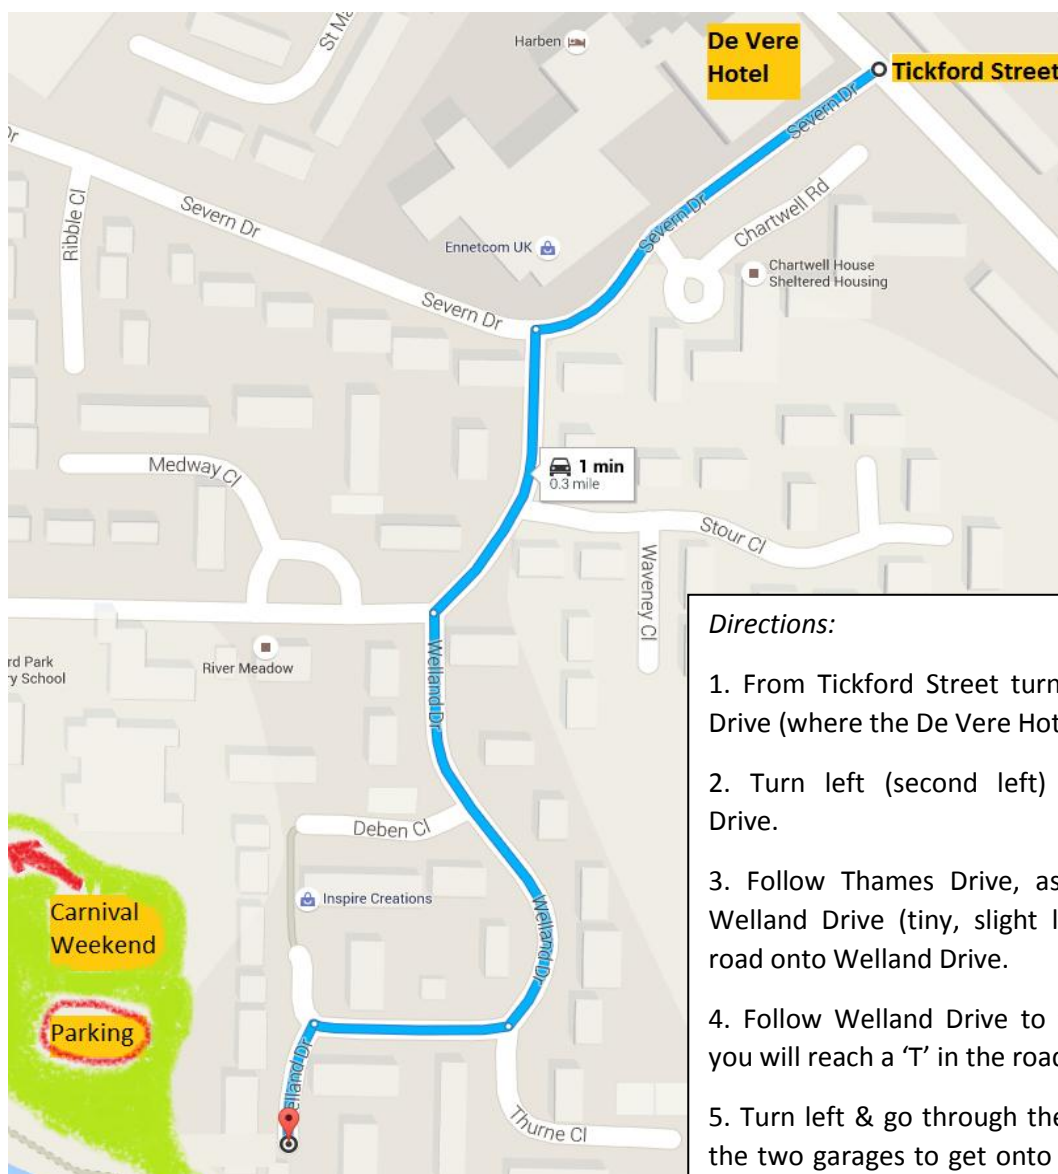 St Ma
Harben
De Vere
Hotel
Tickford Street
Severn Dr
Dr
Ribble Cl
Severn Dr
Severn Dr
Chartwell Rd
Ennetcom UK
Chartwell House
Sheltered Housing
Severn Dr
Medway Cl
1 min
0.3 mile
Stour Cl
Waveney Cl
rd Park
ry School
River Meadow
Welland Dr
Deben Cl
Inspire Creations
Welland Dr
Carnival
Weekend
Parking
elland Dr
Thurne Cl
Directions:
1. From Tickford Street turn
Drive (where the De Vere Hot
2. Turn left (second left)
Drive.
3. Follow Thames Drive, as
Welland Drive (tiny, slight l
road onto Welland Drive.
4. Follow Welland Drive to
you will reach a ‘T’ in the road
5. Turn left & go through the
the two garages to get onto